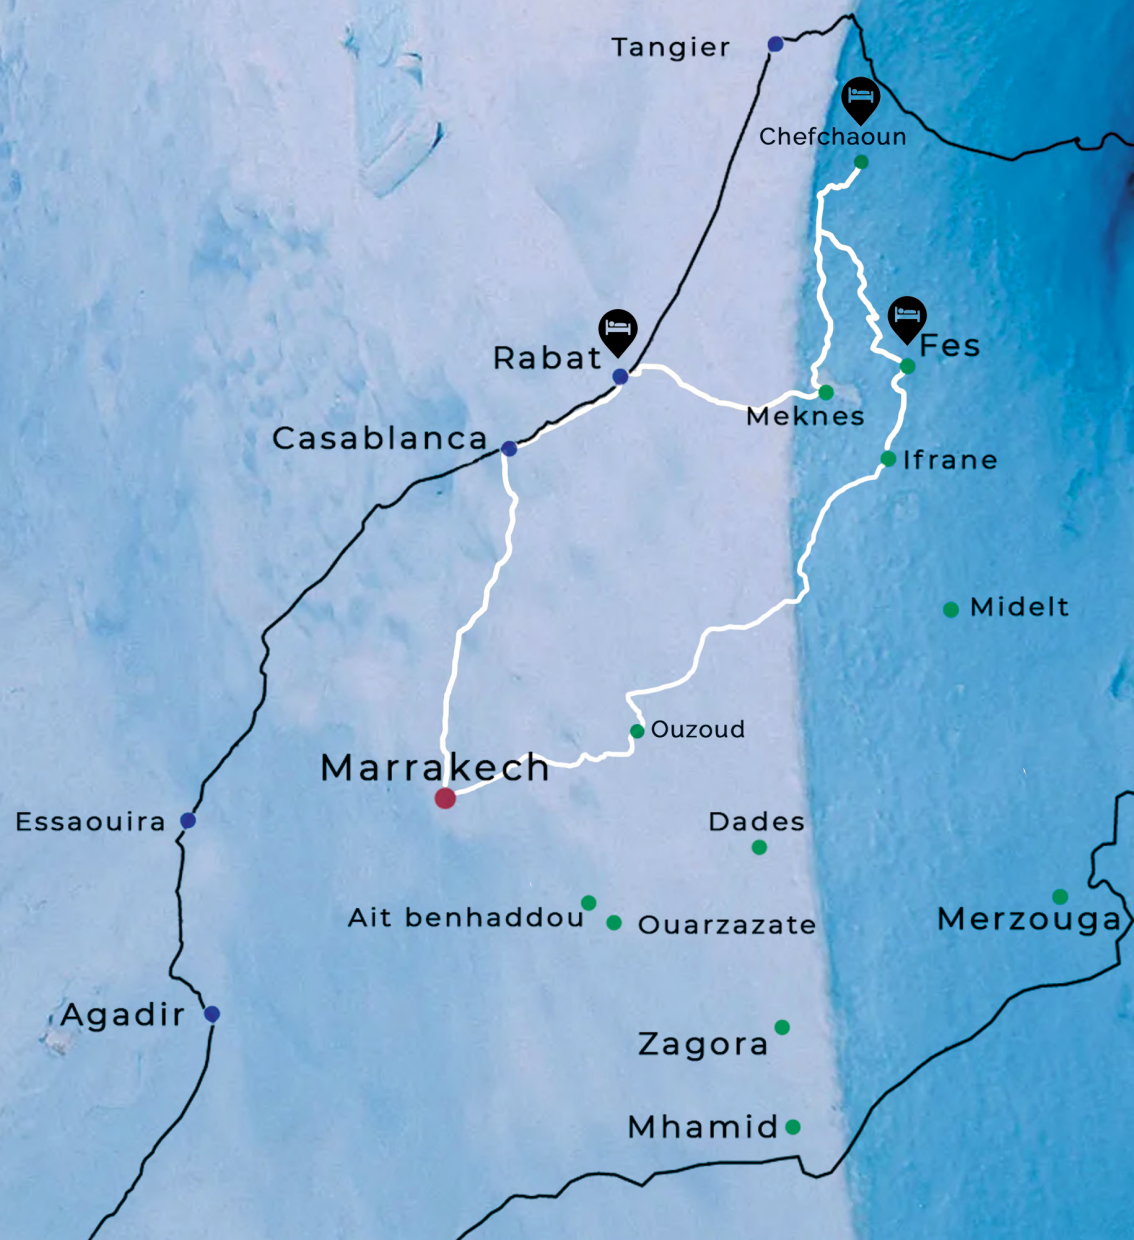 Tangier
Chefchaoun
Fes
Rabat
Meknes
Casablanca
Ifrane
Midelt
Ouzoud
Marrakech
Essaouira
Dades
Ait benhaddou
Ouarzazate
Merzouga
Agadir
Zagora
Mhamid